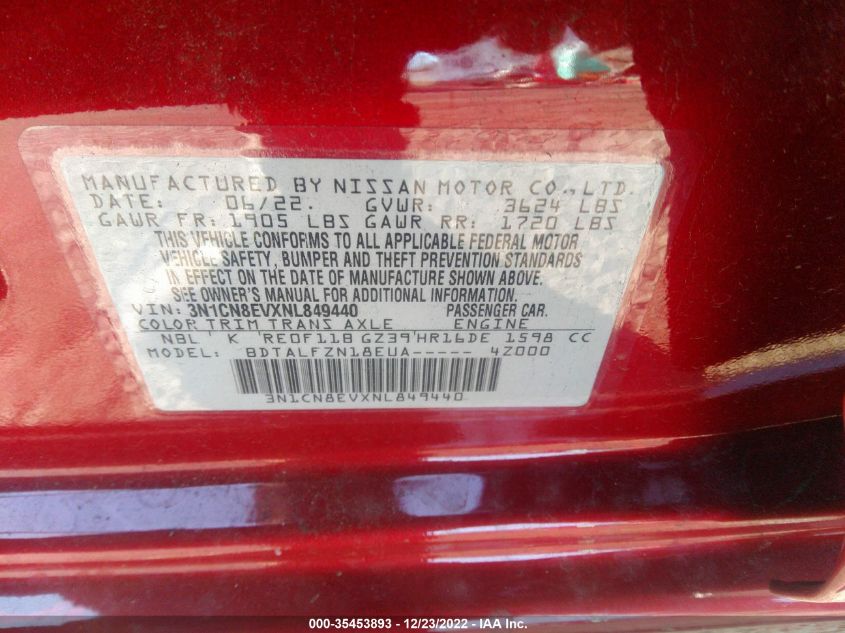 MANUFACTURED BY NISSAN MOTOR CO., LTD.
DATE: 06/22. GVWR: 3624 LBS
GAWR FR: 1905 LBS GAWR RR: 1720 LBS
THIS VEHICLE CONFORMS TO ALL APPLICABLE FEDERAL MOTOR
VEHICLE SAFETY, BUMPER AND THEFT PREVENTION STANDARDS
IN EFFECT ON THE DATE OF MANUFACTURE SHOWN ABOVE.
SEE OWNER'S MANUAL FOR ADDITIONAL INFORMATION.
VIN: 3N1CN8EVXNL849440 PASSENGER CAR.
COLOR TRIM TRANS AXLE ENGINE
NBL' K 'RE0F11B GZ39'HR16DE 1598 CC
MODEL: BDTALFZN18EUA----- 4Z000
3N1CN8EVXNL849440
000-35453893 - 12/23/2022 - IAA Inc.